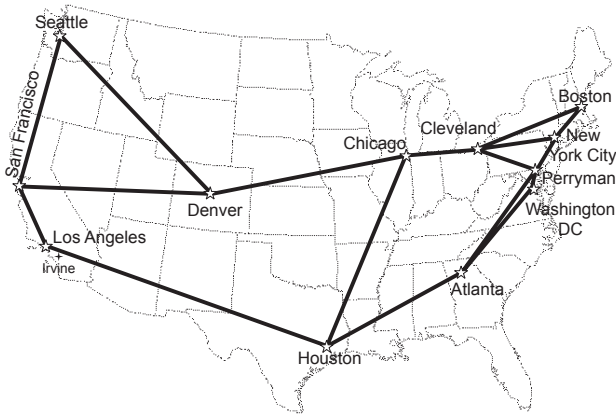 Seattle
San Francisco
Boston
Cleveland
New
York City
Chicago
Perryman
Denver
Washington
DC
Los Angeles
Irvine
Atlanta
Houston